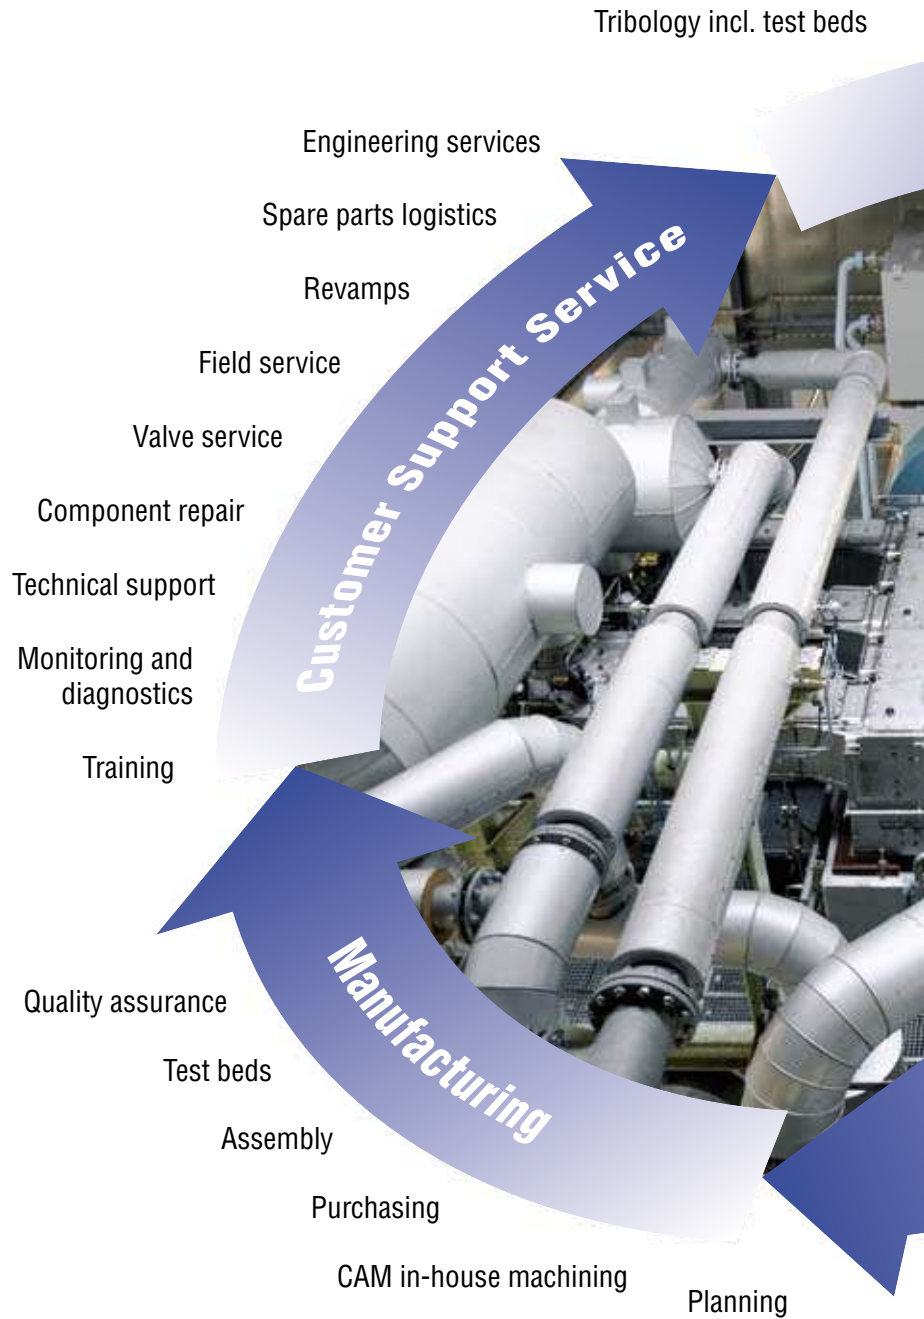 Tribology incl. test beds
Engineering services
Spare parts logistics
Revamps
Field service
Valve service
Component repair
Technical support
Monitoring and
diagnostics
Training
Customer Support Service
Manufacturing
Quality assurance
Test beds
Assembly
Purchasing
CAM in-house machining
Planning